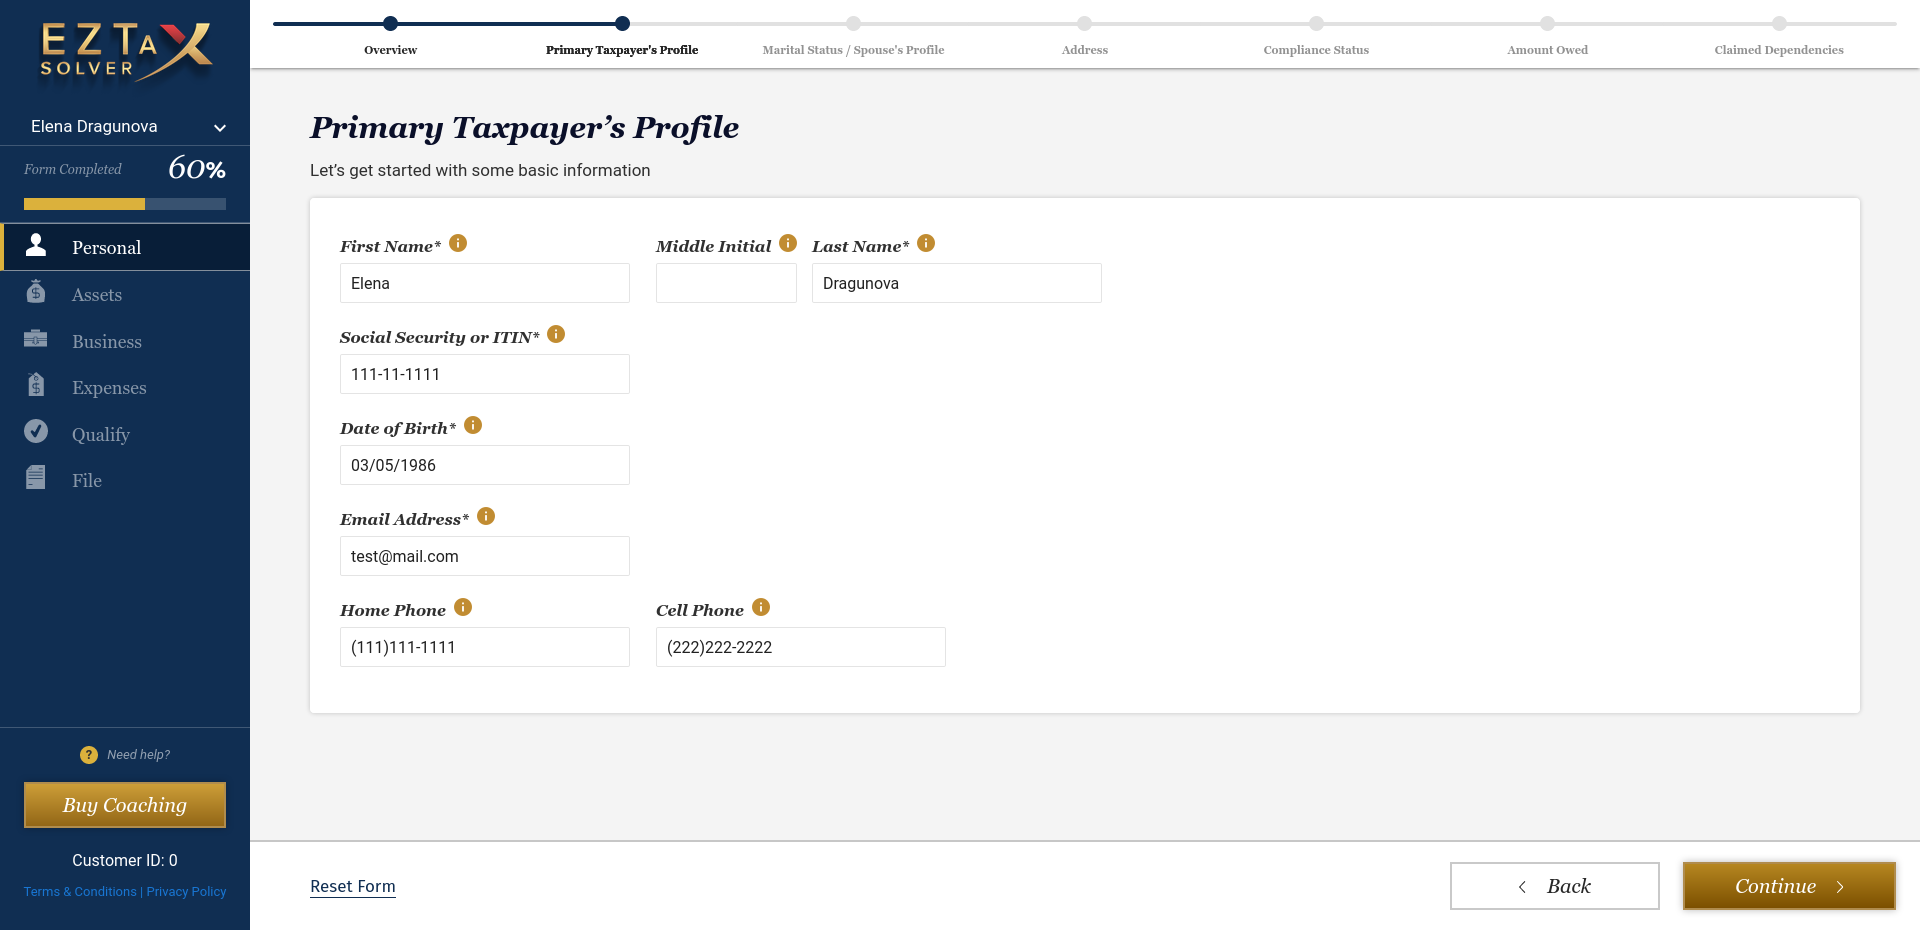 EZTAX
SOLVER
Elena Dragunova
Form Completed 60%
Personal
Assets
Business
Expenses
Qualify
File
? Need help?
Buy Coaching
Customer ID: 0
Terms & Conditions | Privacy Policy
Overview
Primary Taxpayer's Profile
Marital Status / Spouse's Profile
Address
Compliance Status
Amount Owed
Claimed Dependencies
Primary Taxpayer’s Profile
Let’s get started with some basic information
First Name* Middle Initial Last Name*
Elena Dragunova
Social Security or ITIN*
111-11-1111
Date of Birth*
03/05/1986
Email Address*
test@mail.com
Home Phone Cell Phone
(111)111-1111 (222)222-2222
Reset Form
Back
Continue